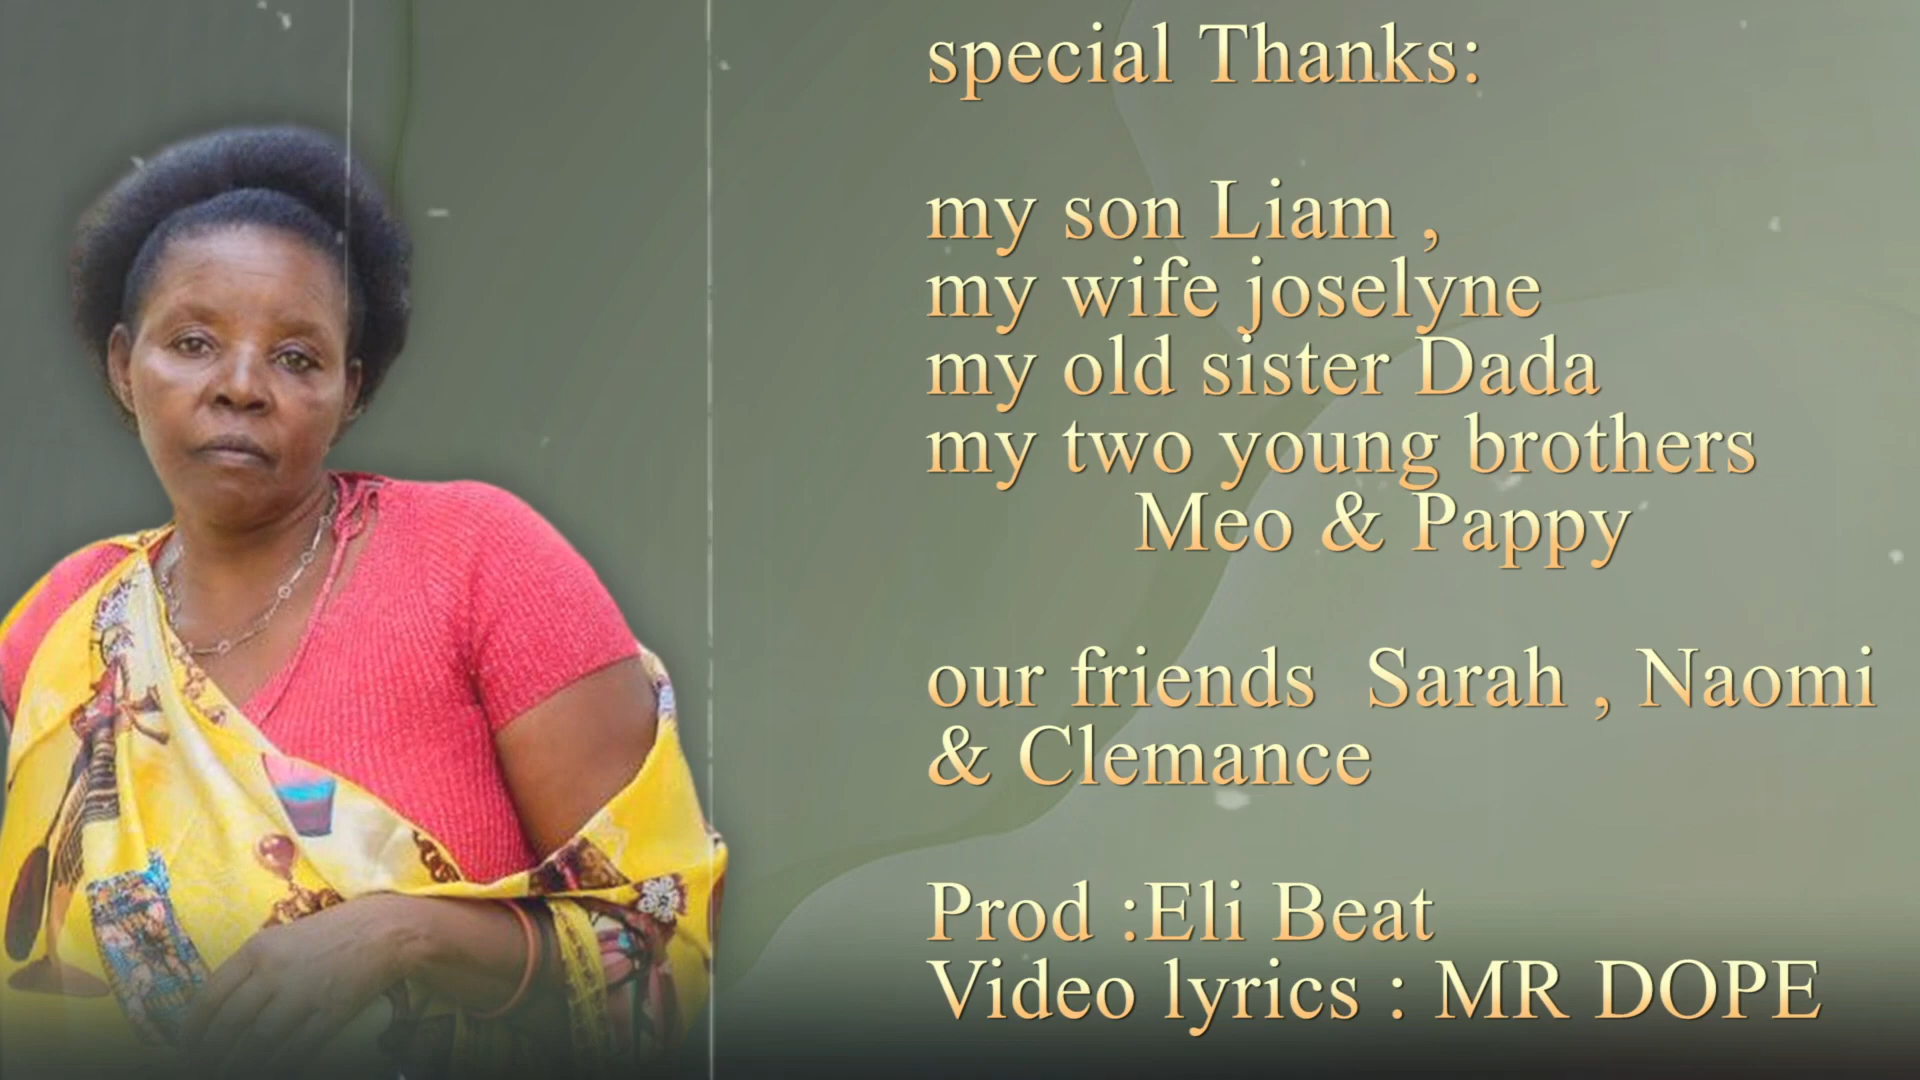 special Thanks:
my son Liam ,
my wife joselyne
my old sister Dada
my two young brothers
Meo & Pappy
our friends Sarah , Naomi
& Clemance
Prod :Eli Beat
Video lyrics : MR DOPE